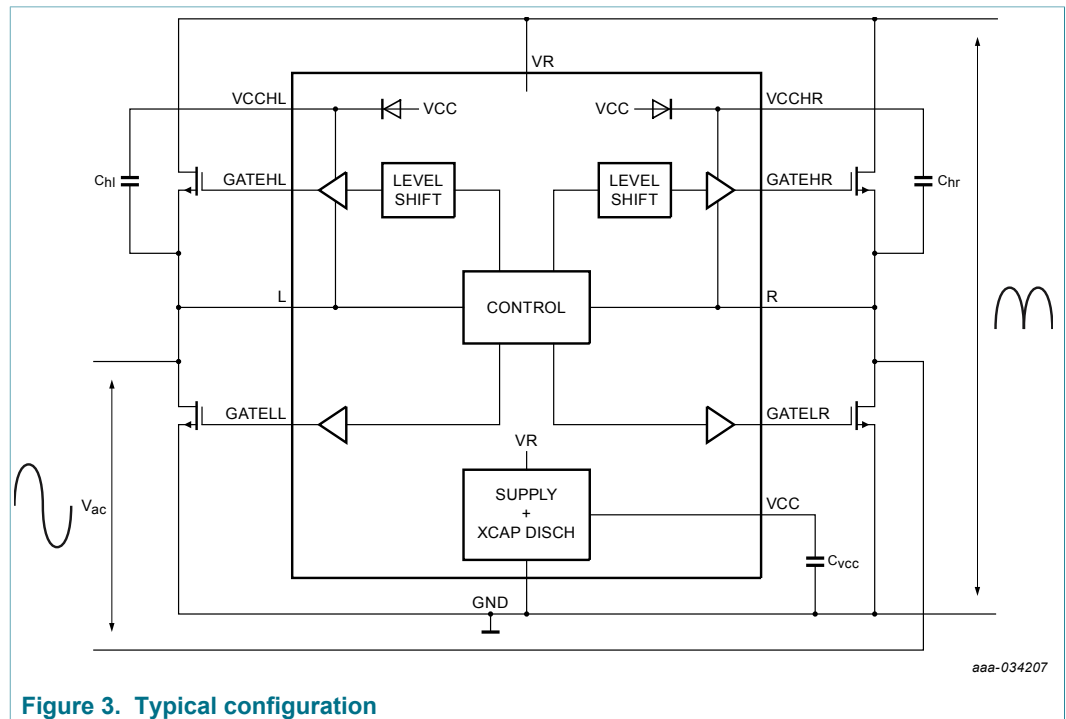 VR
VCCHL
VCC
VCC
VCCHR
Chl
GATEHL
LEVEL
SHIFT
LEVEL
SHIFT
GATEHR
Chr
L
CONTROL
R
GATELL
GATELR
VR
Vac
SUPPLY
+
XCAP DISCH
VCC
Cvcc
GND
aaa-034207
Figure 3. Typical configuration